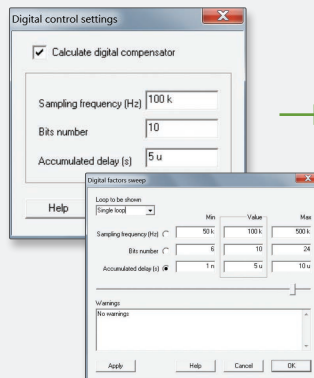 Digital control settings
Calculate digital compensator
Sampling frequency (Hz) 100 k
Bits number 10
Accumulated delay (s) 5 u
Help
Digital factors sweep
Loop to be shown
Single loop
Min Value Max
Sampling frequency (Hz) 50 k 100 k 500 k
Bits number 6 10 24
Accumulated delay (s) 1 n 5 u 10 u
Warnings
No warnings
Apply Help Cancel OK